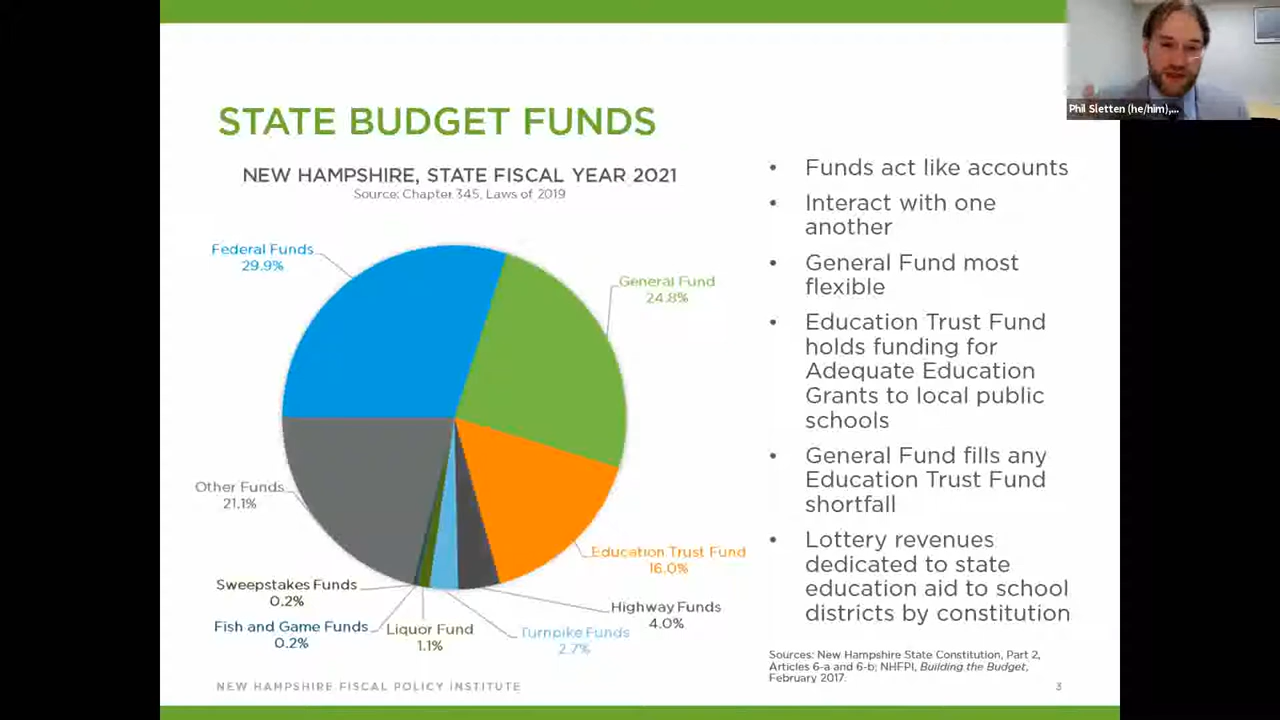 Phil Sletten (he/him),...
STATE BUDGET FUNDS
NEW HAMPSHIRE, STATE FISCAL YEAR 2021
Source: Chapter 345, Laws of 2019
Federal Funds
29.9%
General Fund
24.8%
Other Funds
21.1%
Education Trust Fund
16.0%
Sweepstakes Funds
0.2%
Highway Funds
4.0%
Fish and Game Funds
0.2%
Liquor Fund
1.1%
Turnpike Funds
2.7%
• Funds act like accounts
• Interact with one
another
• General Fund most
flexible
• Education Trust Fund
holds funding for
Adequate Education
Grants to local public
schools
• General Fund fills any
Education Trust Fund
shortfall
• Lottery revenues
dedicated to state
education aid to school
districts by constitution
Sources: New Hampshire State Constitution, Part 2,
Articles 6-a and 6-b; NHFPI, Building the Budget,
February 2017.
NEW HAMPSHIRE FISCAL POLICY INSTITUTE
3